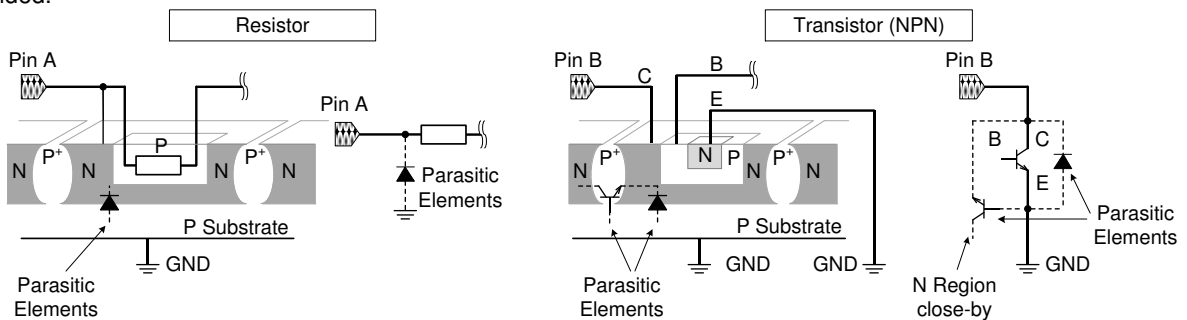 Resistor
Transistor (NPN)
Pin A
Pin A
N
P+
N
P
N
P+
N
Parasitic
Elements
P Substrate
GND
Parasitic
Elements
Pin B
C
B
E
N
P+
N
N
P
P+
N
N
P Substrate
GND
GND
Parasitic
Elements
Pin B
B
C
E
Parasitic
Elements
GND
N Region
close-by